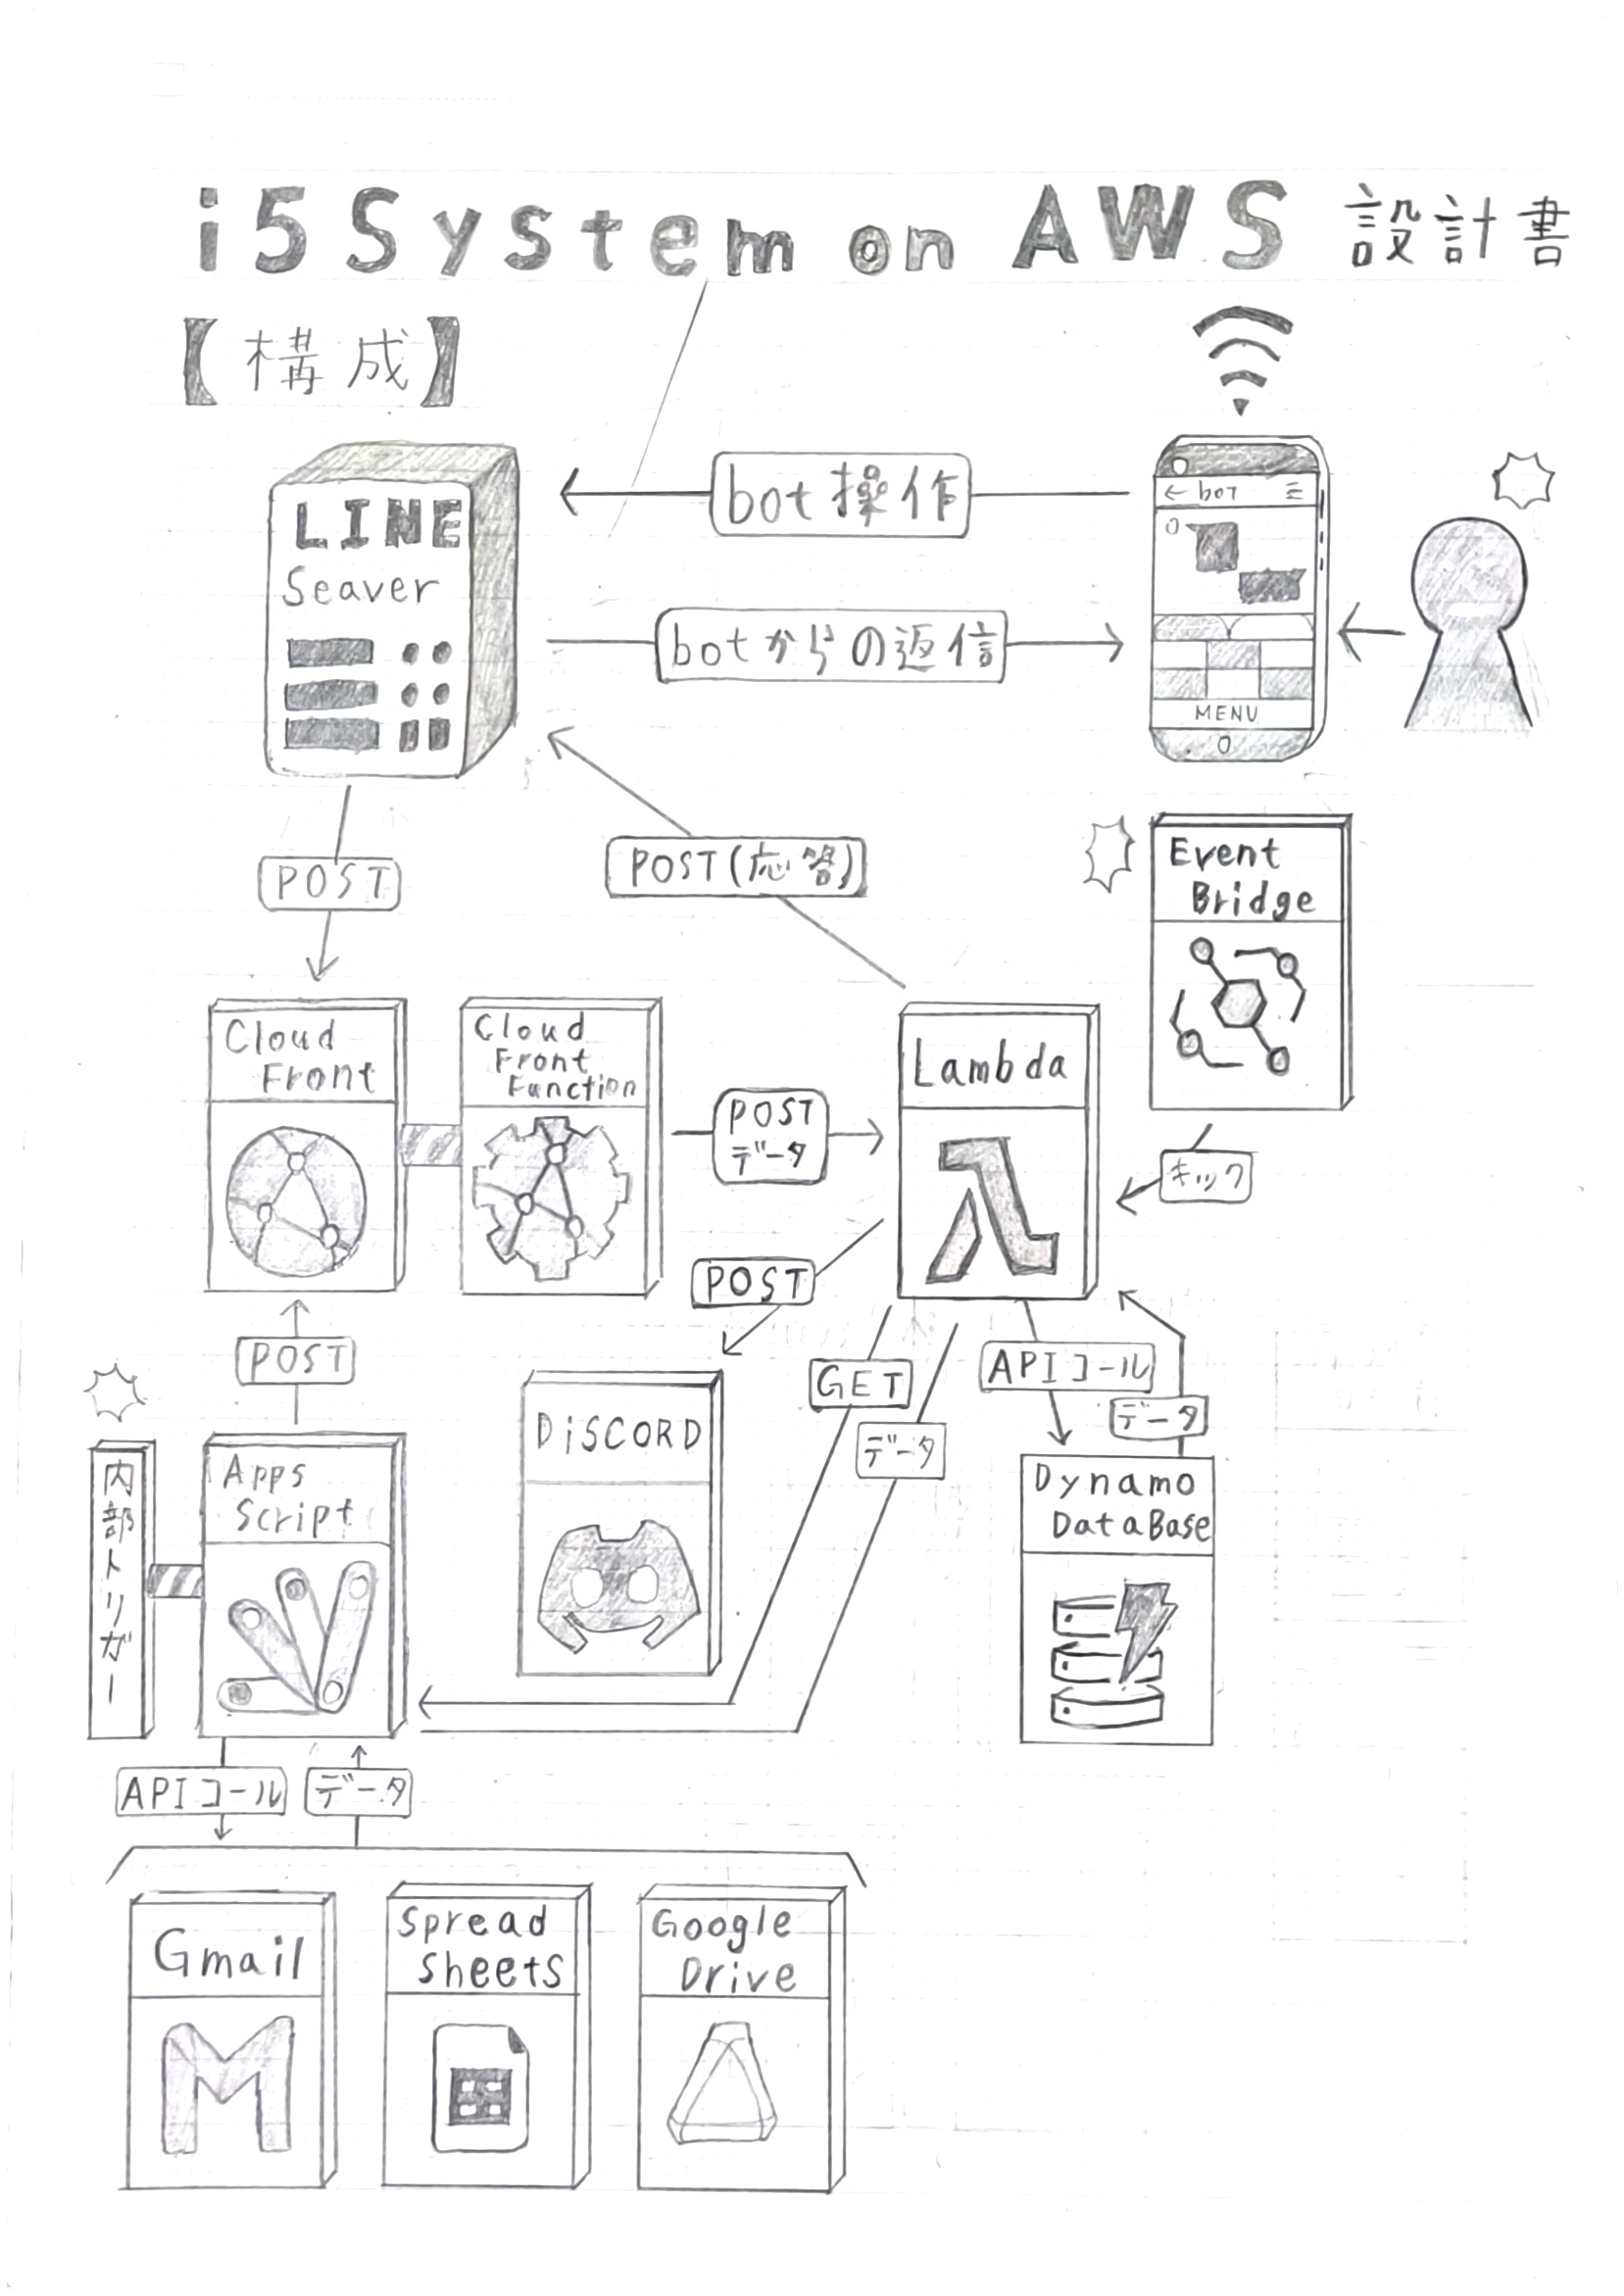 i5System on AWS 設計書
【構成】
LINE
Seaver
bot操作
botからの返信
← bot
MENU
POST
POST(応答)
Event
Bridge
Cloud
Front
Cloud
Front
Function
POST
データ
Lambda
キック
POST
POST
GET
APIコール
データ
データ
内部トリガー
Apps
Script
DiSCORD
Dynamo
DataBase
APIコール
データ
Gmail
Spread
Sheets
Google
Drive